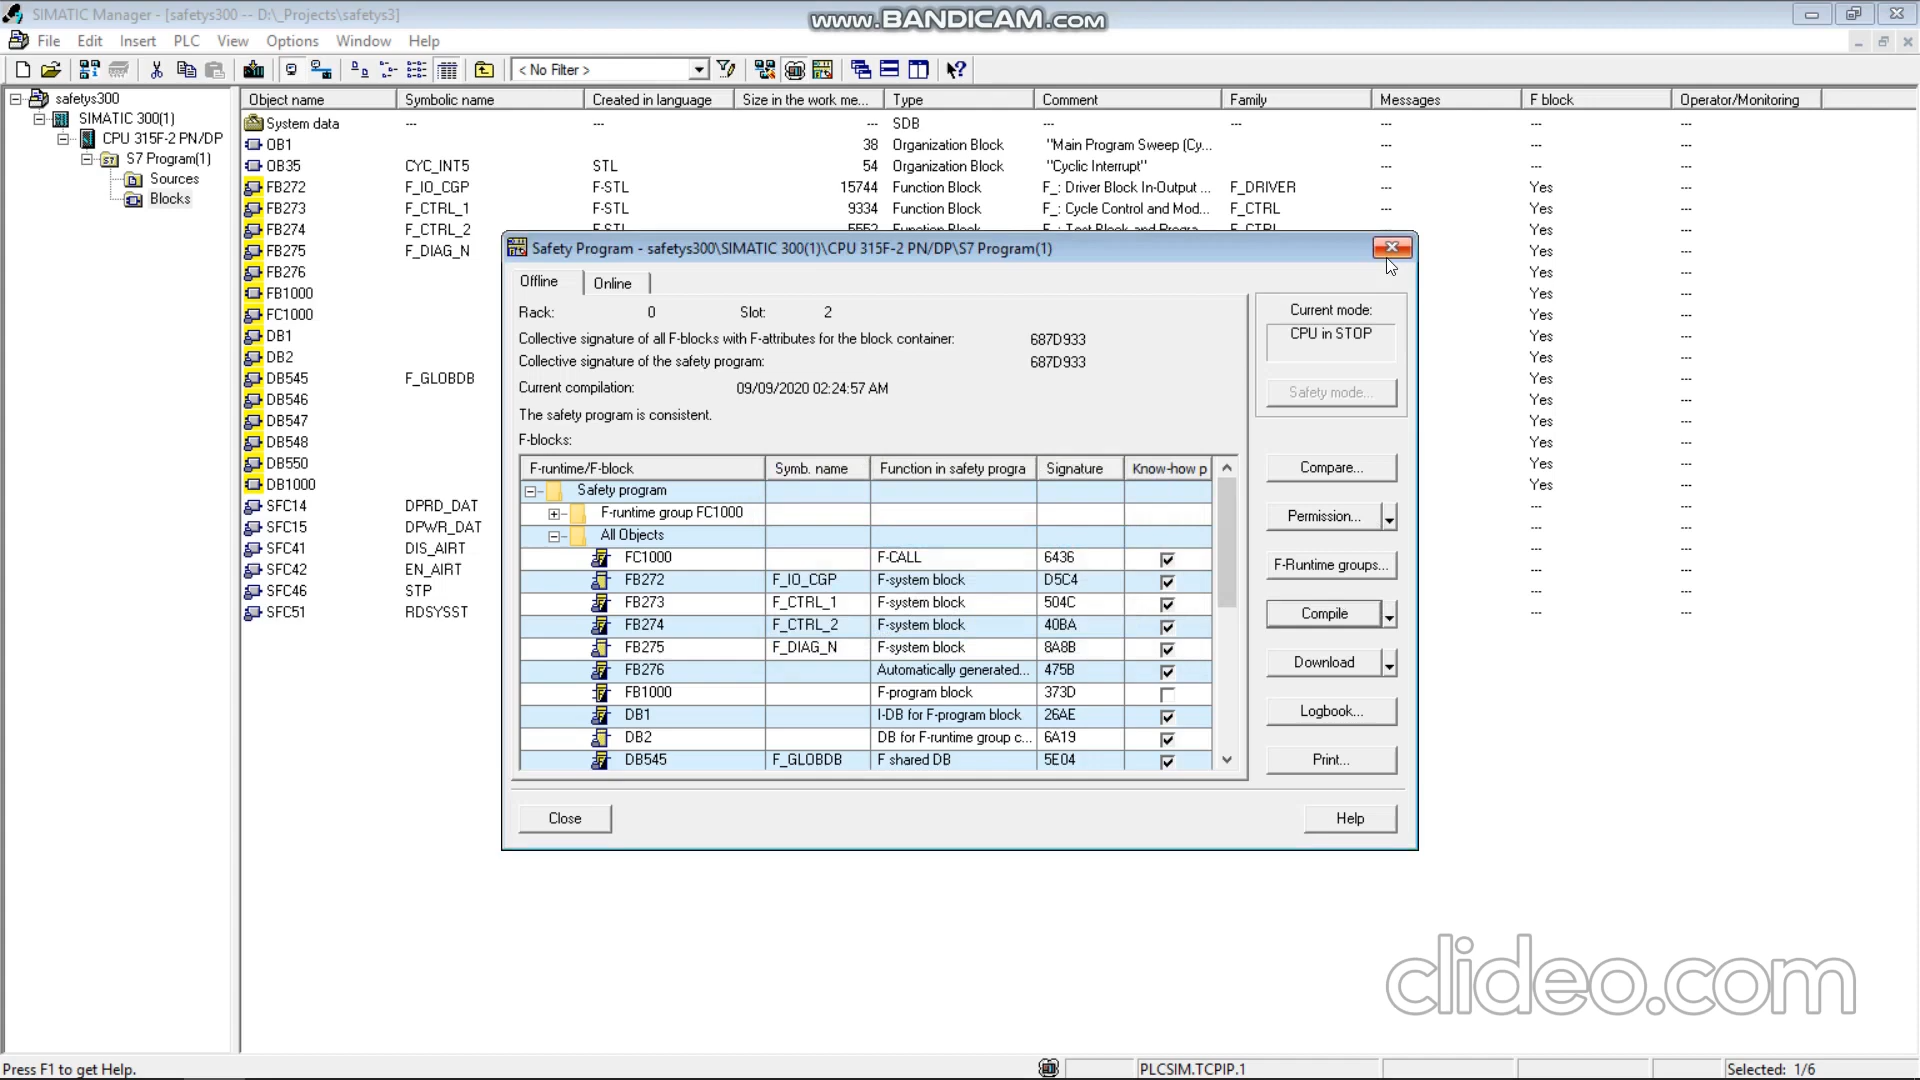 SIMATIC Manager - [safetys300 -- D:\_Projects\safetys3]
www.BANDICAM.com
File Edit Insert PLC View Options Window Help
< No Filter >
safetys300
SIMATIC 300(1)
CPU 315F-2 PN/DP
S7 Program(1)
Sources
Blocks
Object name Symbolic name Created in language Size in the work me... Type Comment Family Messages F block Operator/Monitoring
System data --- --- --- SDB --- --- --- --- ---
OB1 38 Organization Block "Main Program Sweep (Cy... --- --- ---
OB35 CYC_INT5 STL 54 Organization Block "Cyclic Interrupt" --- --- ---
FB272 F_IO_CGP F-STL 15744 Function Block F_: Driver Block In-Output ... F_DRIVER --- Yes ---
FB273 F_CTRL_1 F-STL 9334 Function Block F_: Cycle Control and Mod... F_CTRL --- Yes ---
FB274 F_CTRL_2 F-STL 5552 Function Block F_: Test Block and Progra... F_CTRL --- Yes ---
FB275 F_DIAG_N Yes ---
FB276 Yes ---
FB1000 Yes ---
FC1000 Yes ---
DB1 Yes ---
DB2 Yes ---
DB545 F_GLOBDB Yes ---
DB546 Yes ---
DB547 Yes ---
DB548 Yes ---
DB550 Yes ---
DB1000 Yes ---
SFC14 DPRD_DAT --- ---
SFC15 DPWR_DAT --- ---
SFC41 DIS_AIRT --- ---
SFC42 EN_AIRT --- ---
SFC46 STP --- ---
SFC51 RDSYSST --- ---
Safety Program - safetys300\SIMATIC 300(1)\CPU 315F-2 PN/DP\S7 Program(1)
Offline Online
Rack: 0 Slot: 2
Collective signature of all F-blocks with F-attributes for the block container: 687D933
Collective signature of the safety program: 687D933
Current compilation: 09/09/2020 02:24:57 AM
The safety program is consistent.
F-blocks:
F-runtime/F-block Symb. name Function in safety progra Signature Know-how p
Safety program
F-runtime group FC1000
All Objects
FC1000 F-CALL 6436
FB272 F_IO_CGP F-system block D5C4
FB273 F_CTRL_1 F-system block 504C
FB274 F_CTRL_2 F-system block 40BA
FB275 F_DIAG_N F-system block 8A8B
FB276 Automatically generated... 475B
FB1000 F-program block 373D
DB1 I-DB for F-program block 26AE
DB2 DB for F-runtime group c... 6A19
DB545 F_GLOBDB F shared DB 5E04
Current mode:
CPU in STOP
Safety mode...
Compare...
Permission...
F-Runtime groups...
Compile
Download
Logbook...
Print...
Close Help
clideo.com
Press F1 to get Help. PLCSIM.TCPIP.1 Selected: 1/6